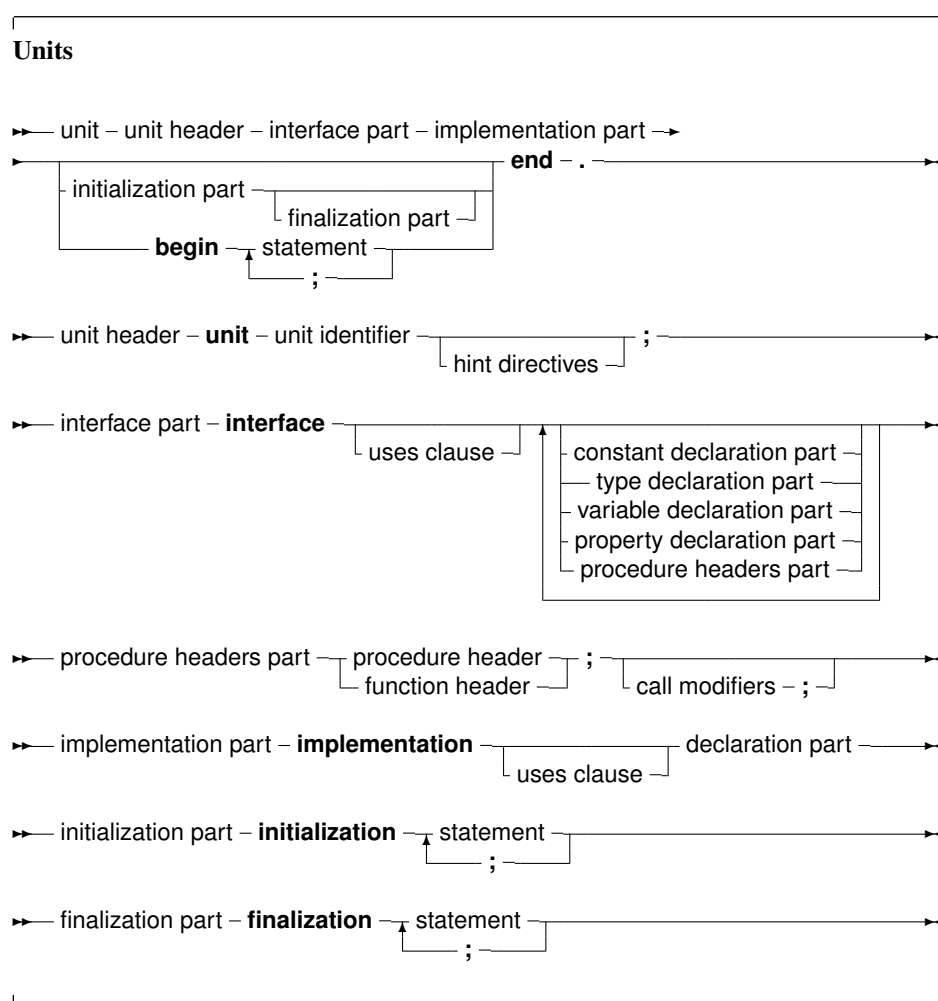 Units
unit – unit header – interface part – implementation part
end – .
initialization part
finalization part
begin – statement
;
unit header – unit – unit identifier ;
hint directives
interface part – interface
uses clause constant declaration part
type declaration part
variable declaration part
property declaration part
procedure headers part
procedure headers part procedure header ;
function header call modifiers – ;
implementation part – implementation declaration part
uses clause
initialization part – initialization statement
;
finalization part – finalization statement
;